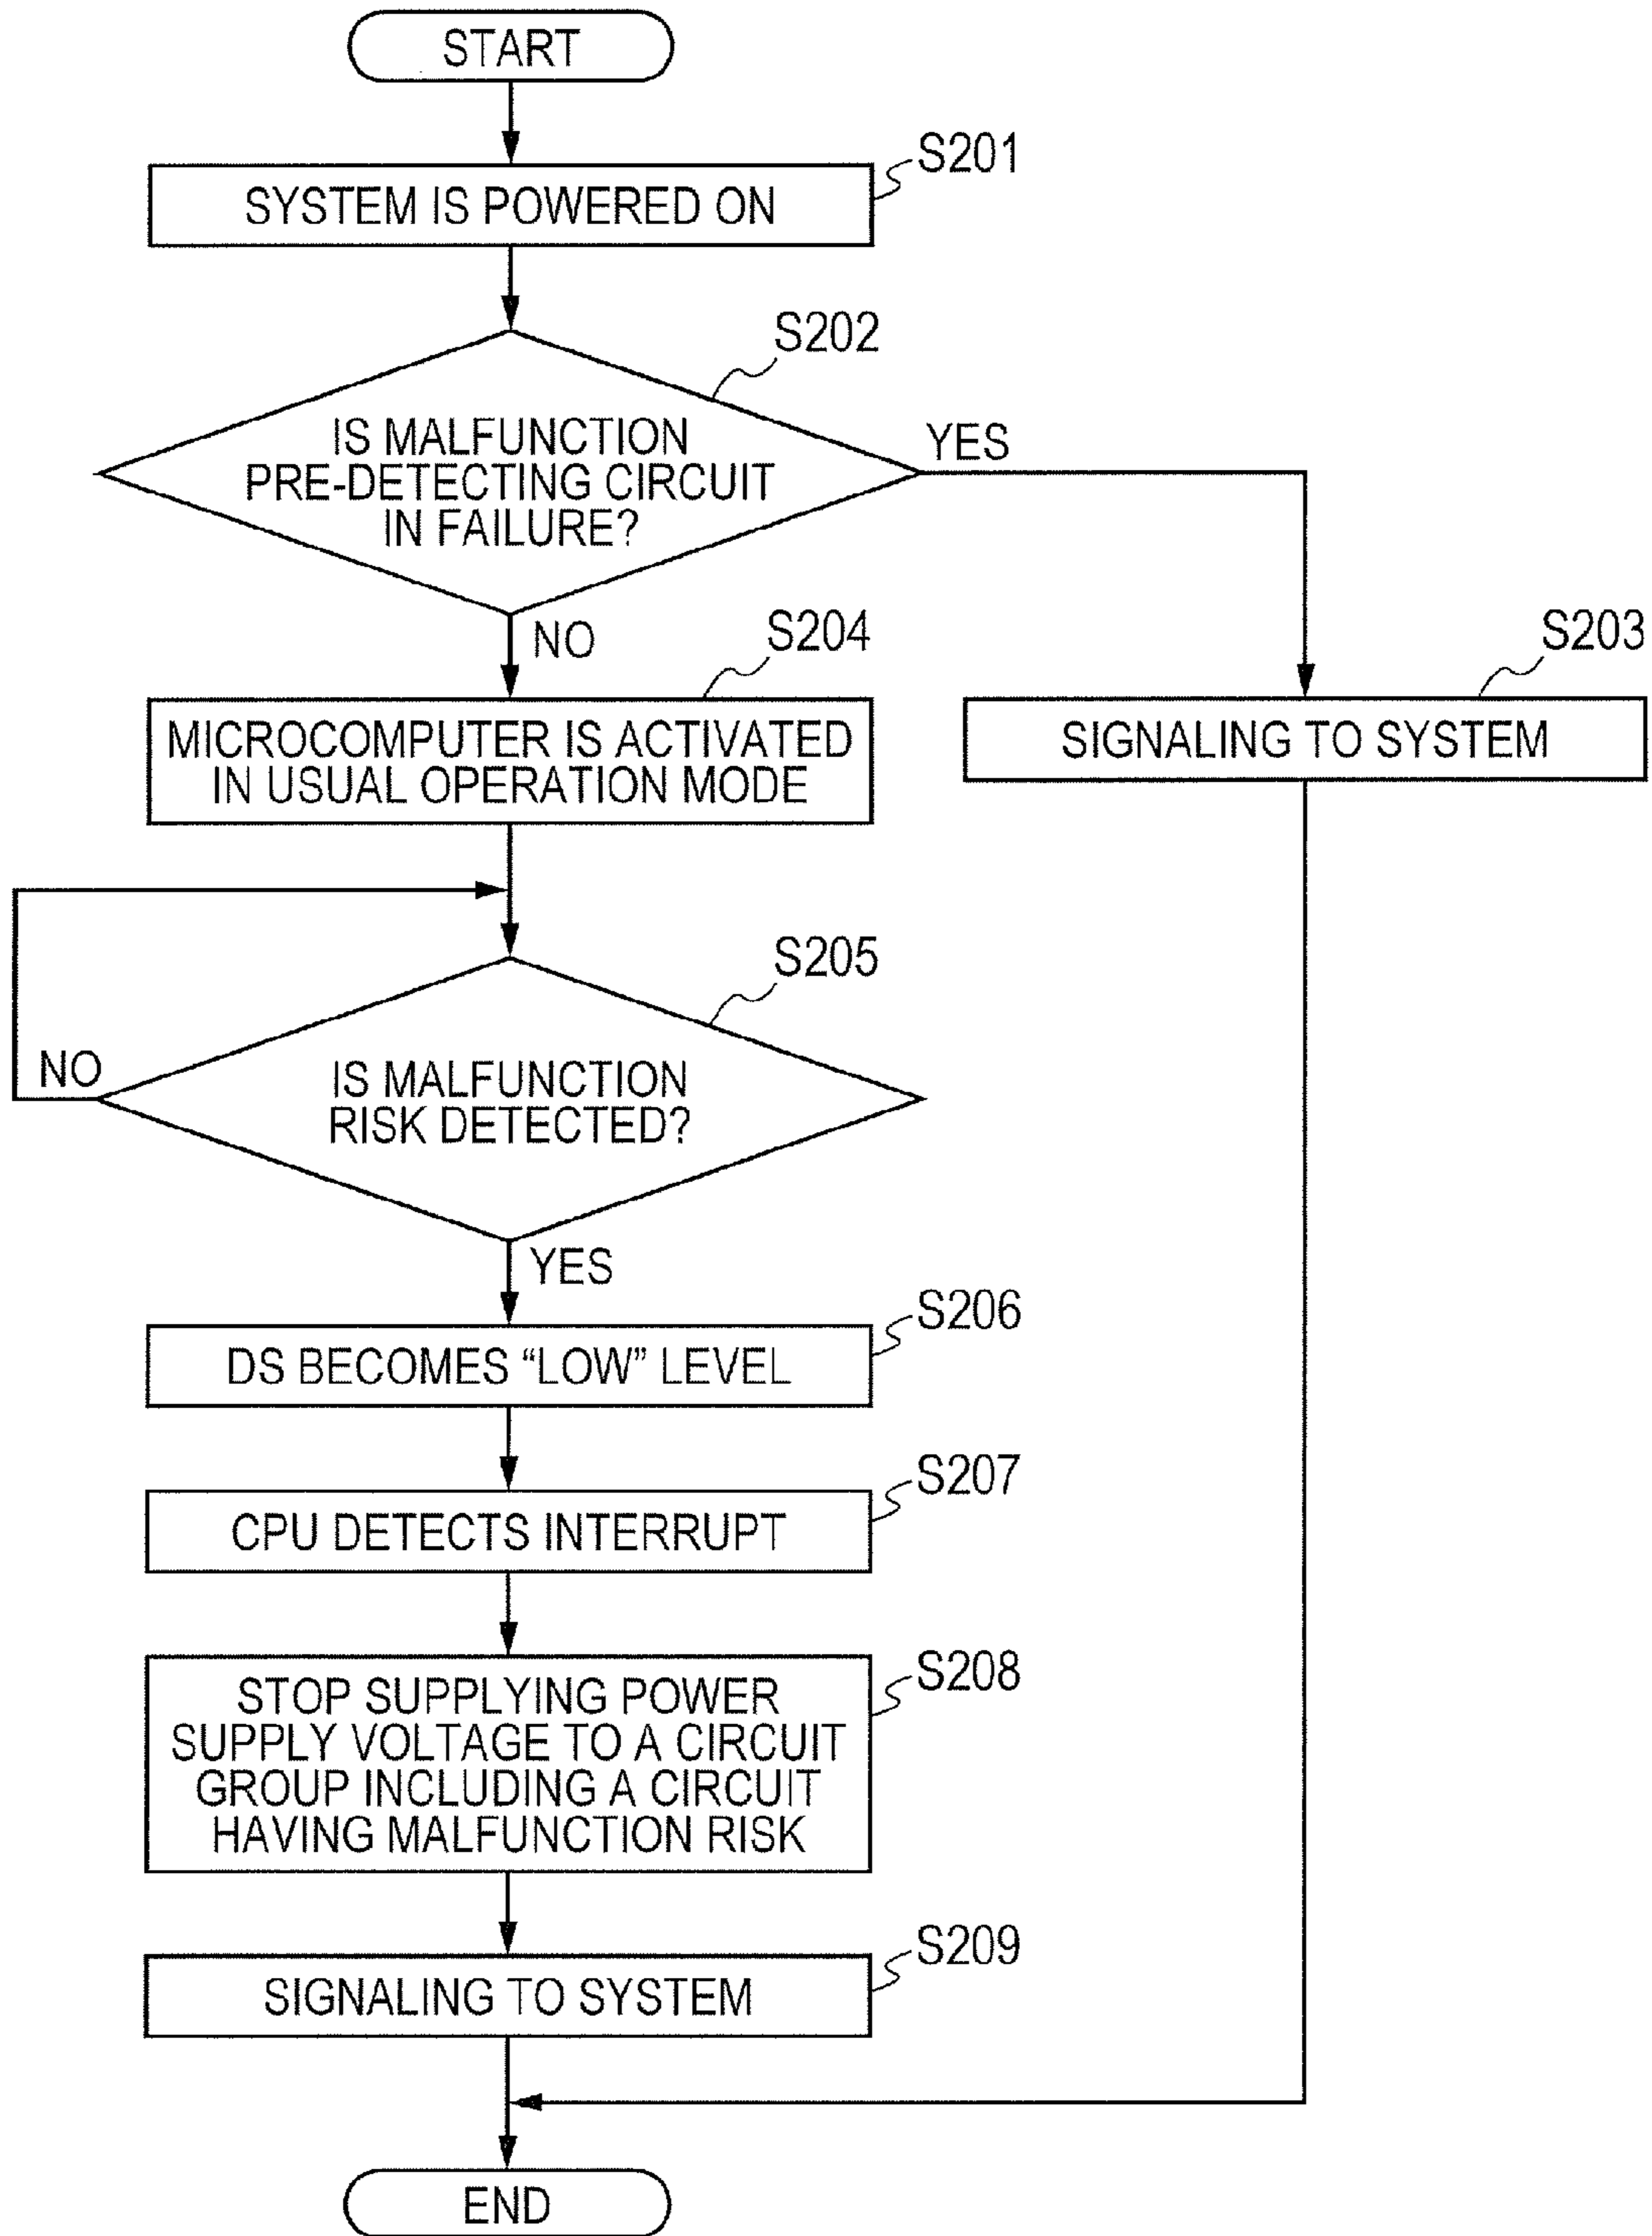 START
S201
SYSTEM IS POWERED ON
S202
IS MALFUNCTION
PRE-DETECTING CIRCUIT
IN FAILURE?
YES
NO
S204
MICROCOMPUTER IS ACTIVATED
IN USUAL OPERATION MODE
S203
SIGNALING TO SYSTEM
S205
IS MALFUNCTION
RISK DETECTED?
NO
YES
S206
DS BECOMES “LOW” LEVEL
S207
CPU DETECTS INTERRUPT
S208
STOP SUPPLYING POWER
SUPPLY VOLTAGE TO A CIRCUIT
GROUP INCLUDING A CIRCUIT
HAVING MALFUNCTION RISK
S209
SIGNALING TO SYSTEM
END